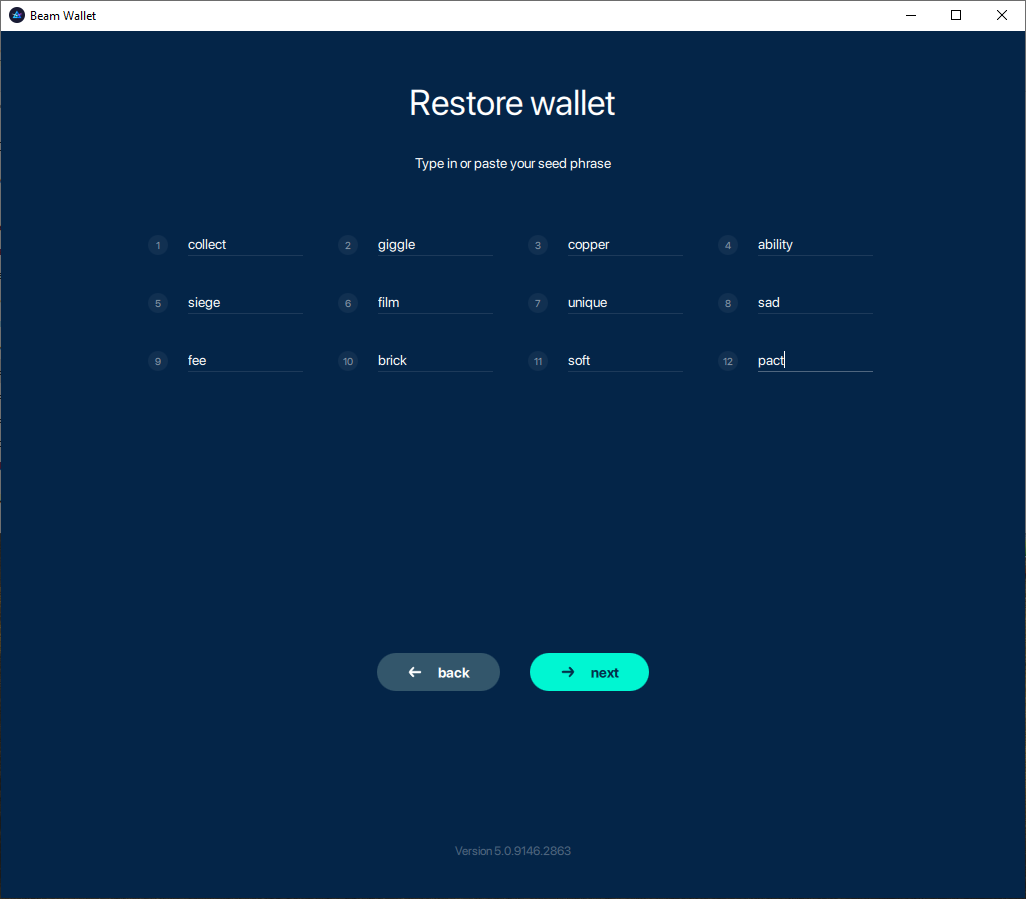 Beam Wallet
Restore wallet
Type in or paste your seed phrase
1 collect 2 giggle 3 copper 4 ability
5 siege 6 film 7 unique 8 sad
9 fee 10 brick 11 soft 12 pact
back next
Version 5.0.9146.2863